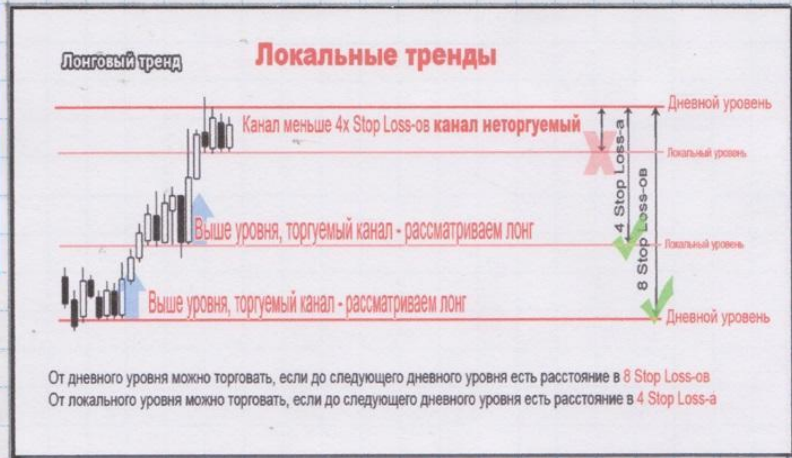 Локальные тренды
Лонговый тренд
Дневной уровень
Канал меньше 4х Stop Loss-ов канал неторгуемый
Локальный уровень
4 Stop Loss-а
8 Stop Loss-ов
Выше уровня, торгуемый канал - рассматриваем лонг
Локальный уровень
Выше уровня, торгуемый канал - рассматриваем лонг
Дневной уровень
От дневного уровня можно торговать, если до следующего дневного уровня есть расстояние в 8 Stop Loss-ов
От локального уровня можно торговать, если до следующего дневного уровня есть расстояние в 4 Stop Loss-а